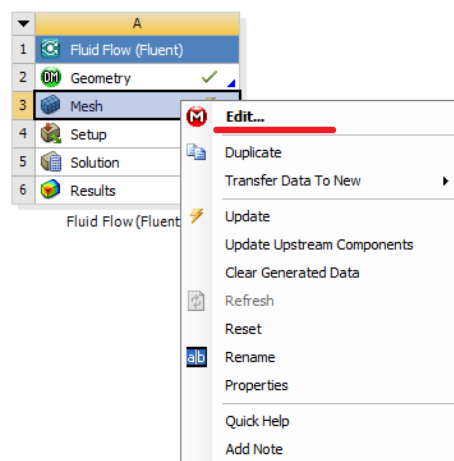 A
1 Fluid Flow (Fluent)
2 DM Geometry
3 Mesh
4 Setup
5 Solution
6 Results
Fluid Flow (Fluent
M Edit...
Duplicate
Transfer Data To New
Update
Update Upstream Components
Clear Generated Data
Refresh
Reset
a|b Rename
Properties
Quick Help
Add Note